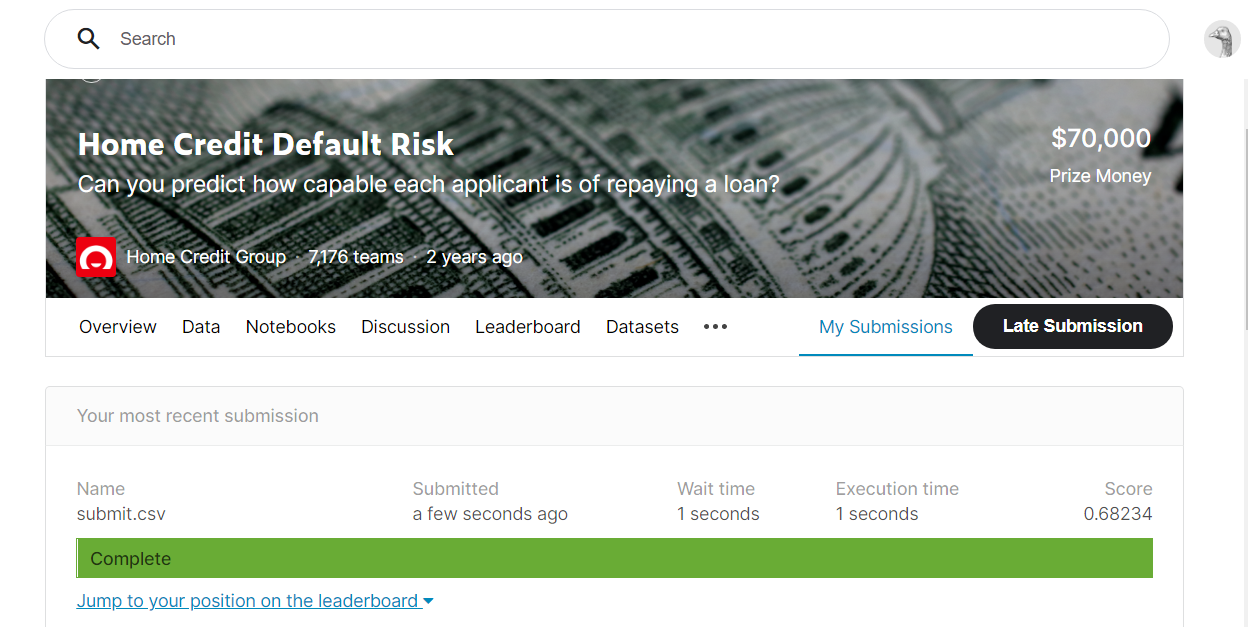 Search
Home Credit Default Risk
$70,000
Can you predict how capable each applicant is of repaying a loan?
Prize Money
Home Credit Group · 7,176 teams · 2 years ago
Overview Data Notebooks Discussion Leaderboard Datasets ••• My Submissions Late Submission
Your most recent submission
Name Submitted Wait time Execution time Score
submit.csv a few seconds ago 1 seconds 1 seconds 0.68234
Complete
Jump to your position on the leaderboard